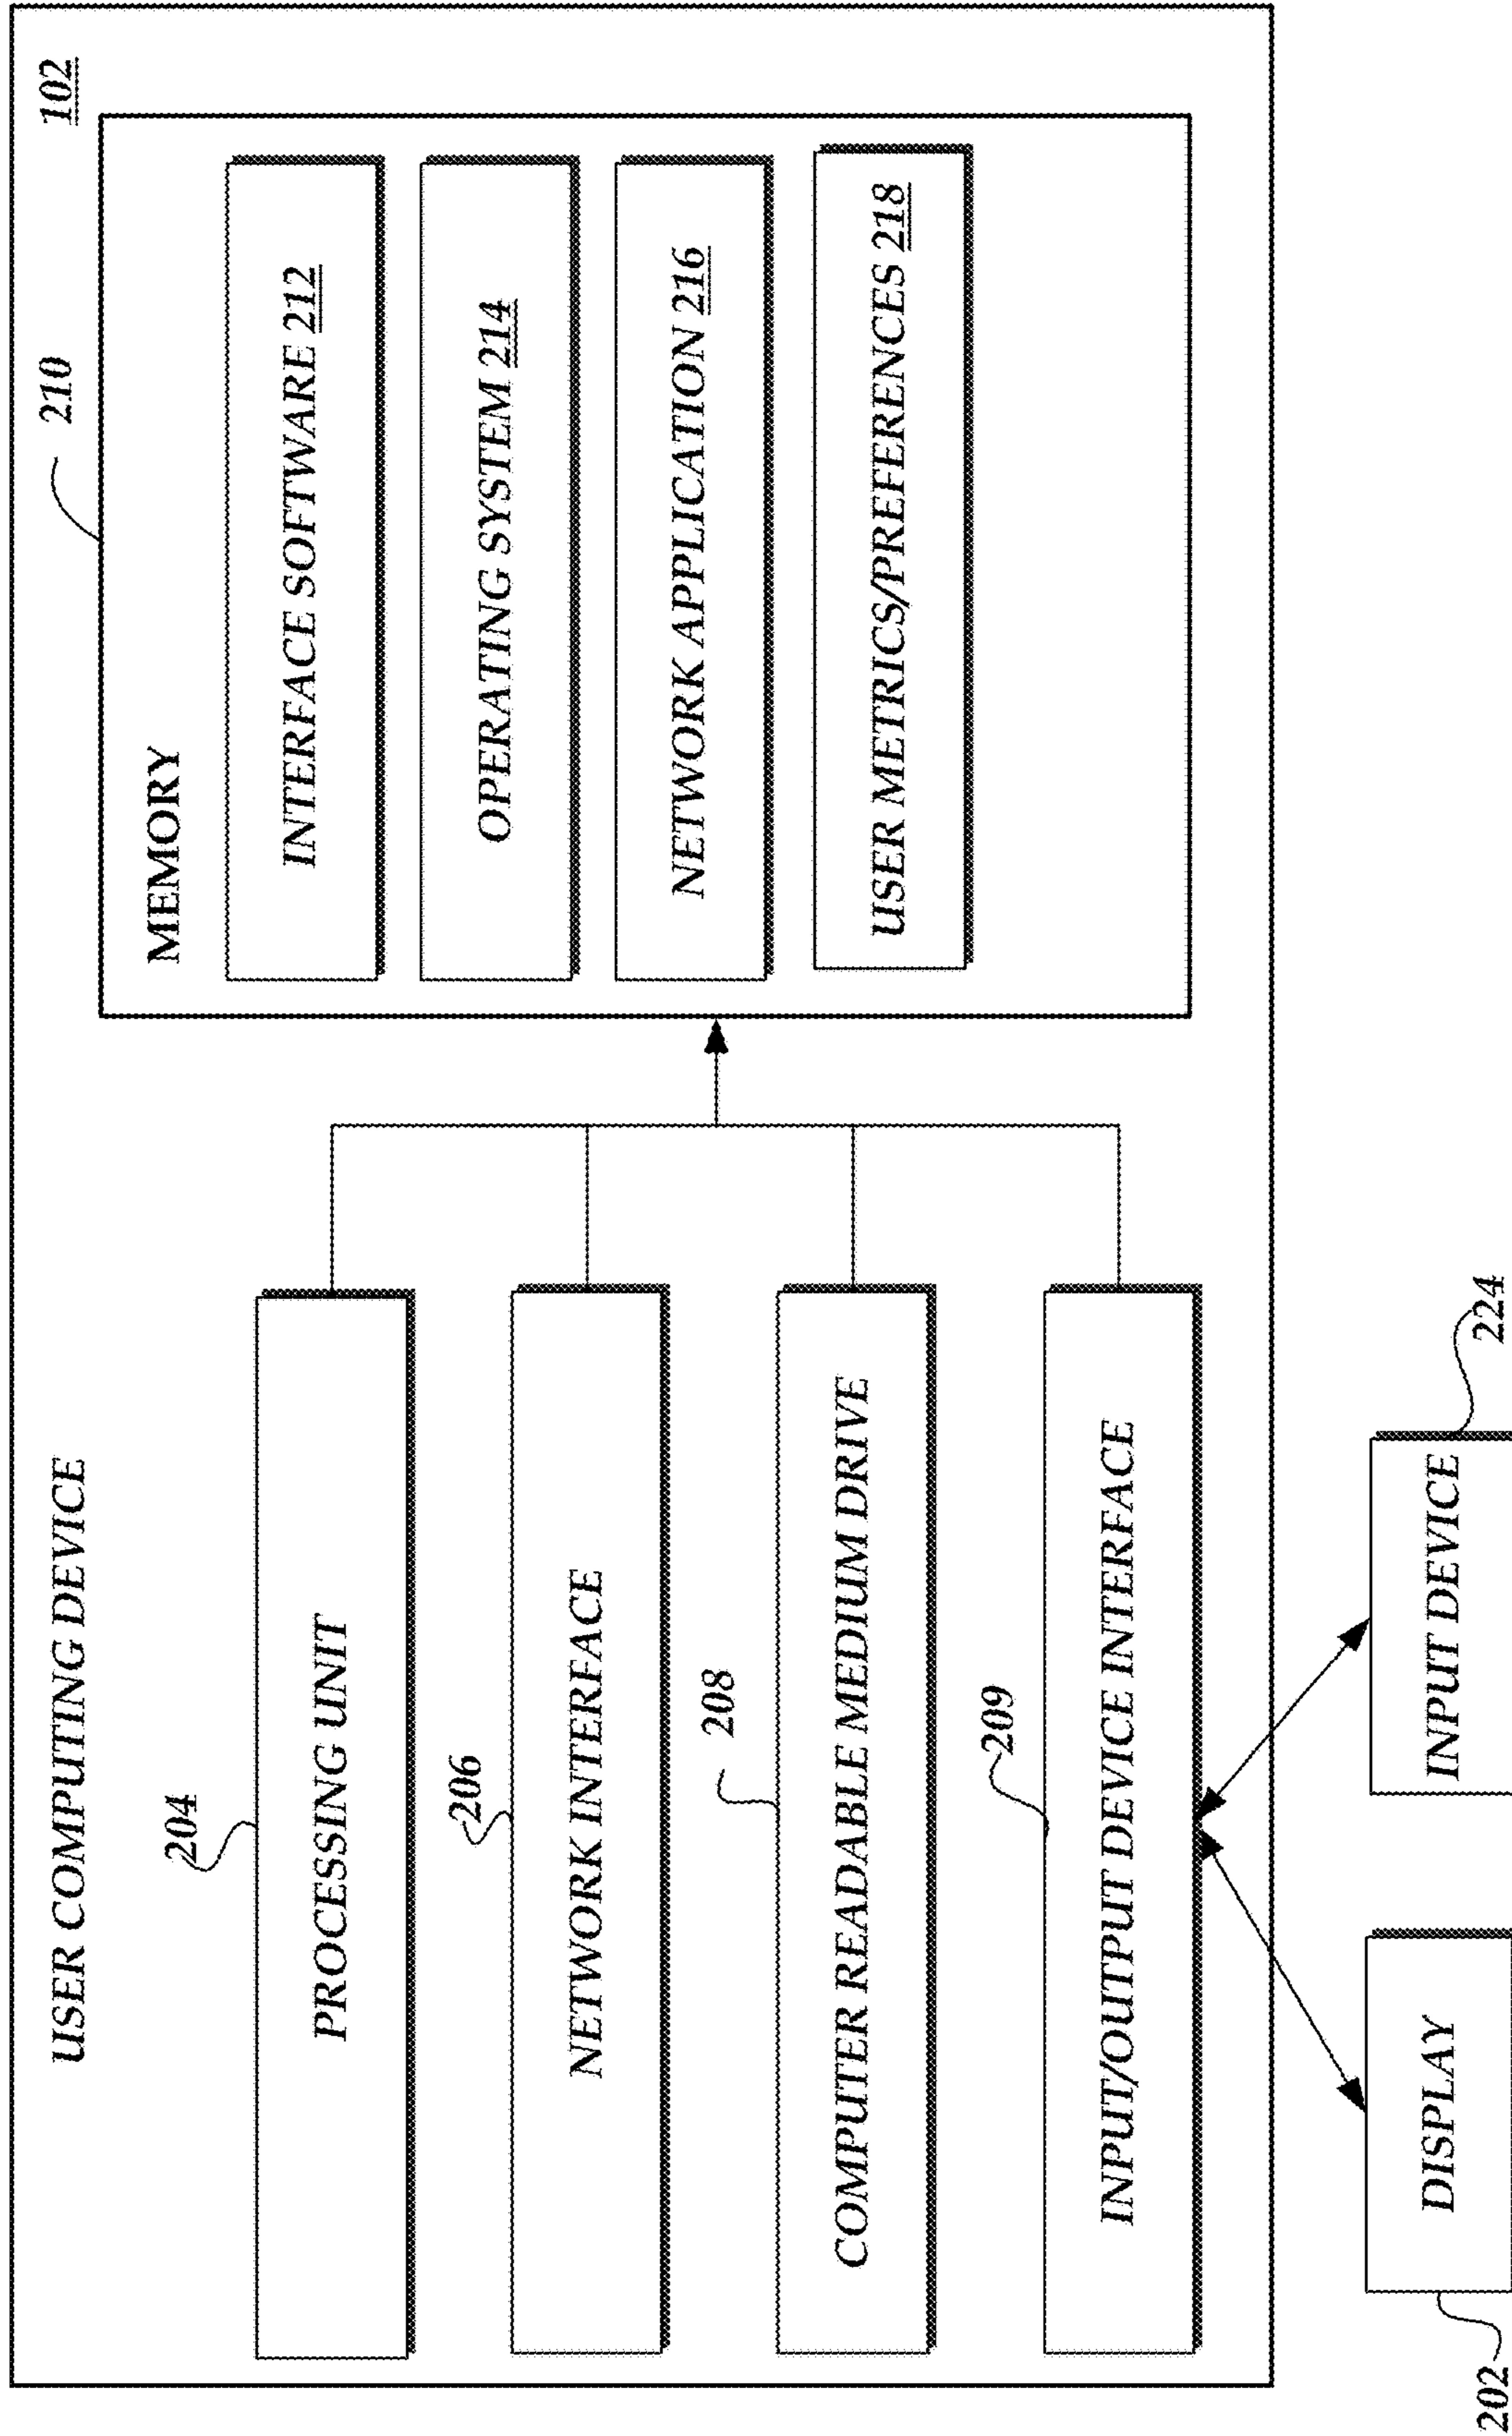 USER COMPUTING DEVICE
102
204
PROCESSING UNIT
206
NETWORK INTERFACE
208
COMPUTER READABLE MEDIUM DRIVE
209
INPUT/OUTPUT DEVICE INTERFACE
210
MEMORY
INTERFACE SOFTWARE 212
OPERATING SYSTEM 214
NETWORK APPLICATION 216
USER METRICS/PREFERENCES 218
202
DISPLAY
INPUT DEVICE
224